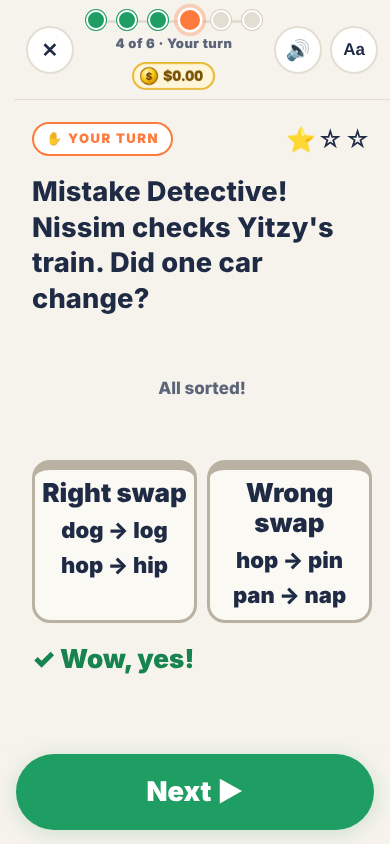 4 of 6 · Your turn
$ $0.00
Aa
YOUR TURN
Mistake Detective!
Nissim checks Yitzy's
train. Did one car
change?
All sorted!
Right swap
dog → log
hop → hip
Wrong
swap
hop → pin
pan → nap
✓ Wow, yes!
Next ▶